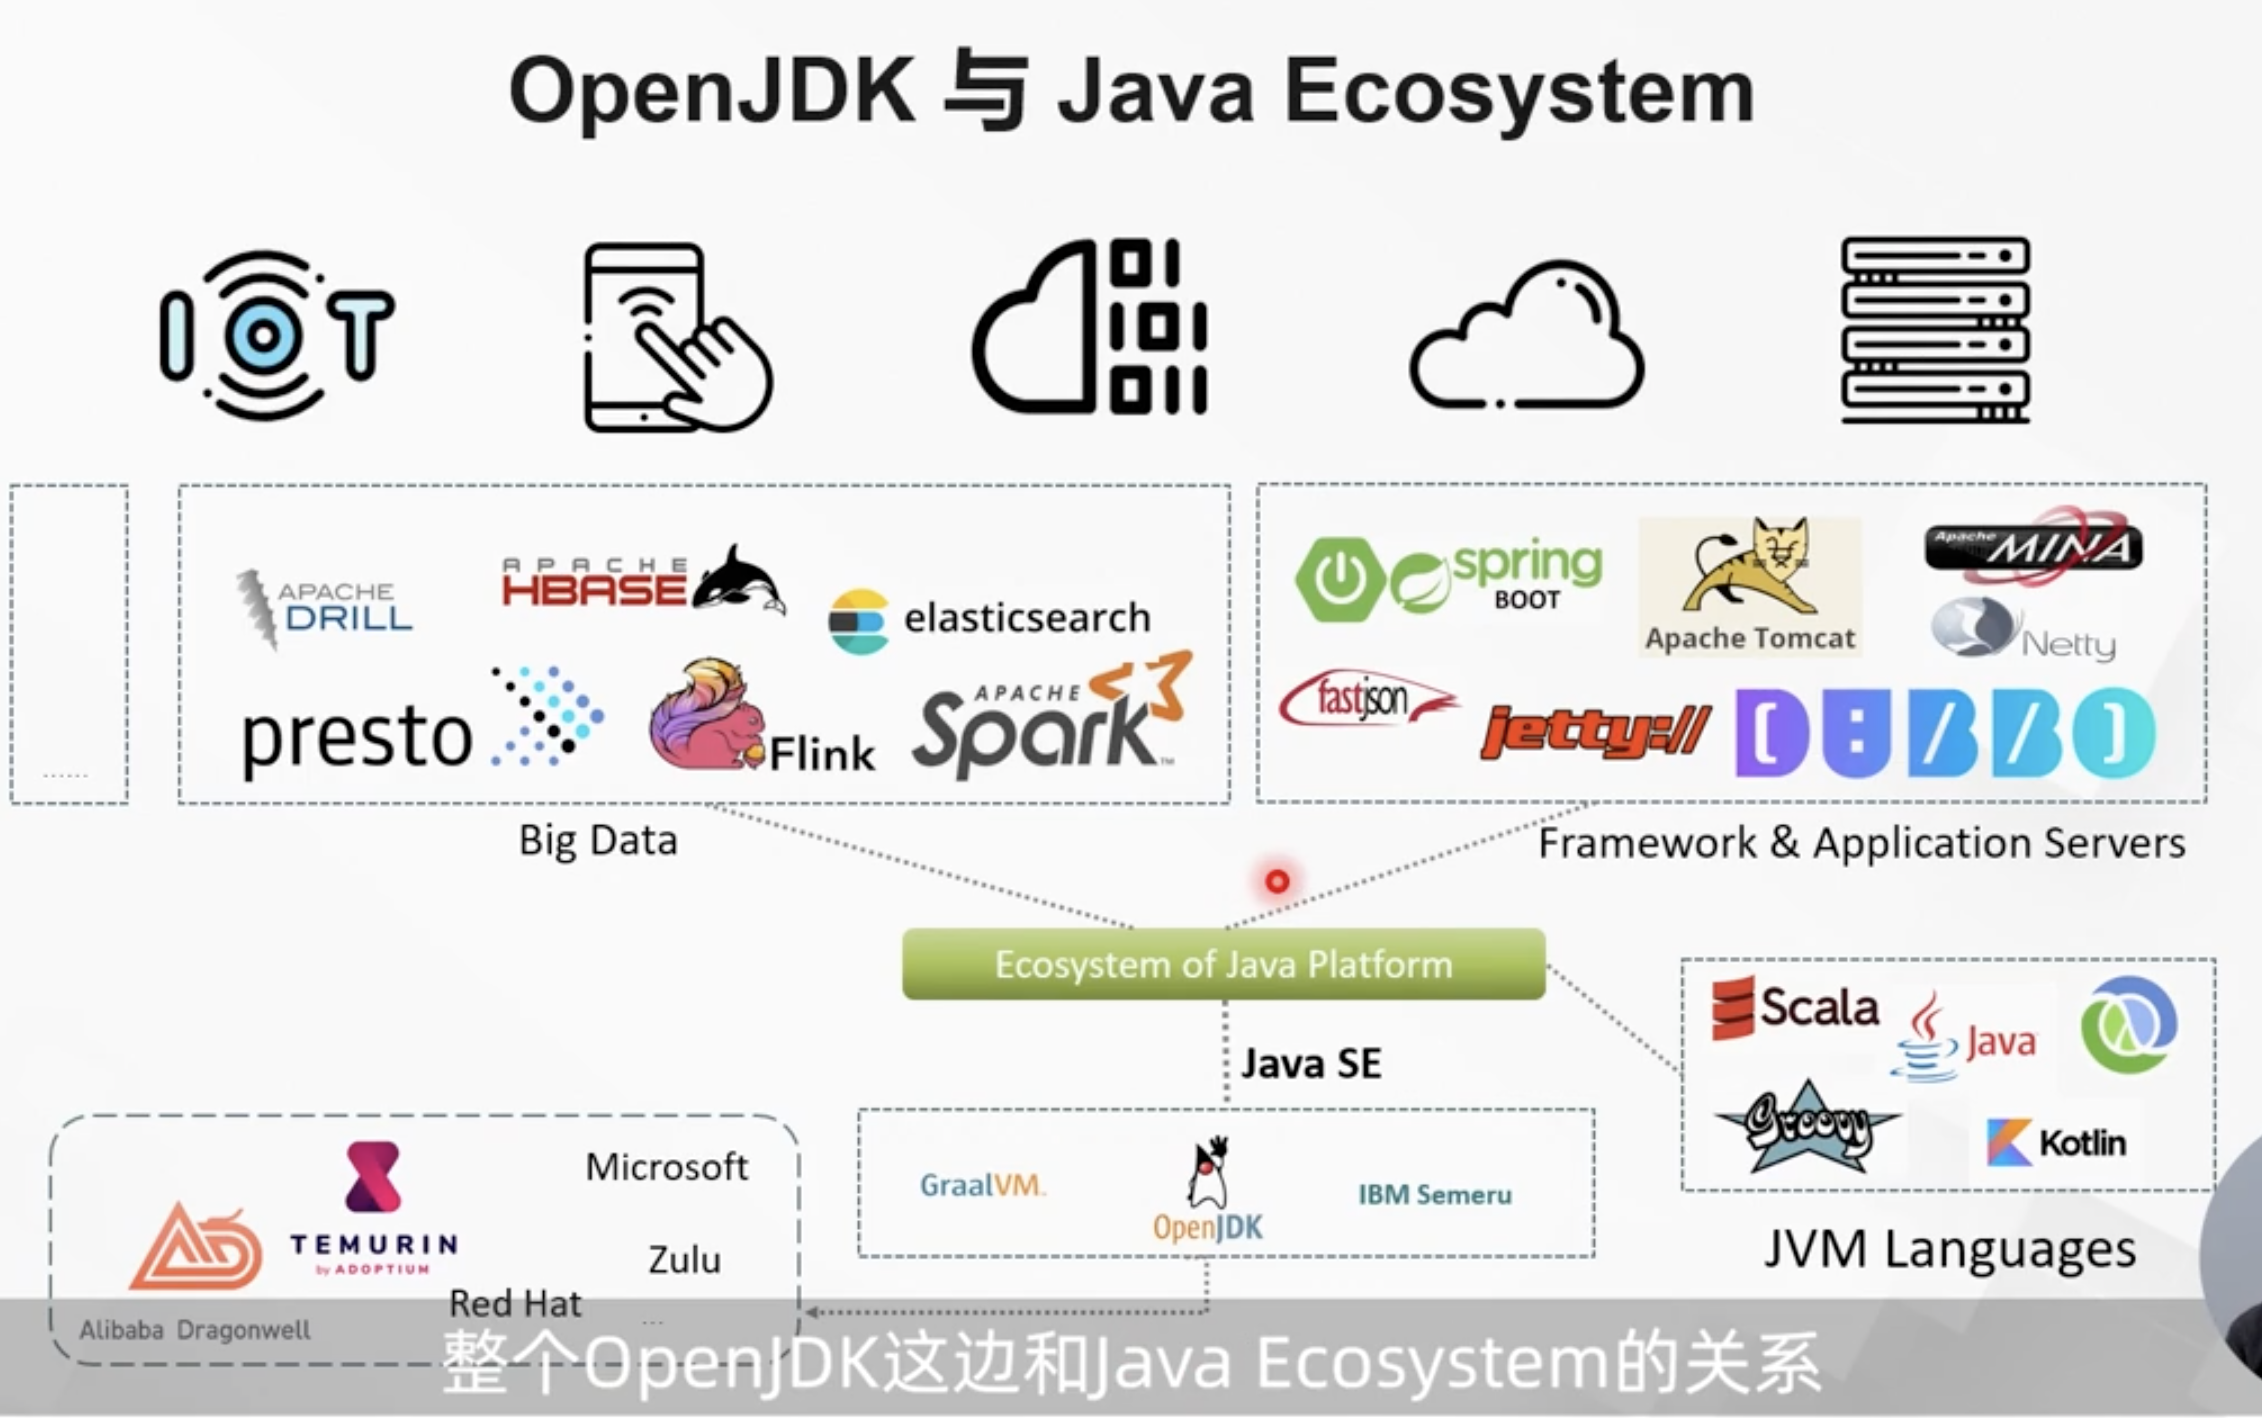 OpenJDK 与 Java Ecosystem
IOT
APACHE
DRILL
APACHE
HBASE
elasticsearch
presto
Flink
APACHE
Spark™
......
Big Data
spring
BOOT
Apache Tomcat
Apache MINA
Netty
fastjson
jetty://
DUBBO
Framework & Application Servers
Ecosystem of Java Platform
Java SE
Scala
Java
Groovy
Kotlin
JVM Languages
GraalVM.
OpenJDK
IBM Semeru
Microsoft
TEMURIN
by ADOPTIUM
Zulu
Red Hat
...
Alibaba Dragonwell
整个OpenJDK这边和Java Ecosystem的关系